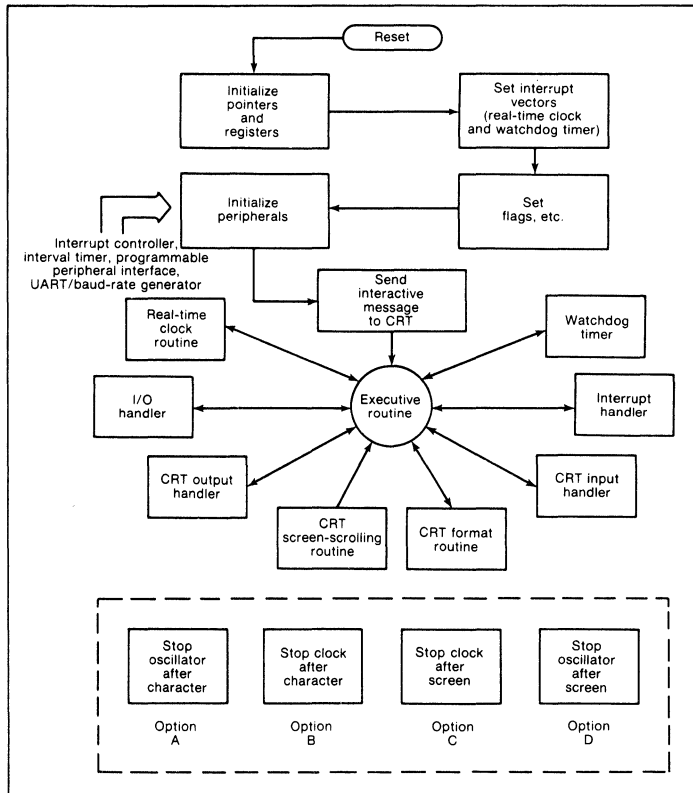 Reset
Initialize
pointers
and
registers
Set interrupt
vectors
(real-time clock
and watchdog timer)
Initialize
peripherals
Set
flags, etc.
Interrupt controller,
interval timer, programmable
peripheral interface,
UART/baud-rate generator
Send
interactive
message
to CRT
Real-time
clock
routine
Watchdog
timer
I/O
handler
Executive
routine
Interrupt
handler
CRT output
handler
CRT
screen-scrolling
routine
CRT format
routine
CRT input
handler
Stop
oscillator
after
character
Stop clock
after
character
Stop clock
after
screen
Stop
oscillator
after
screen
Option
A
Option
B
Option
C
Option
D